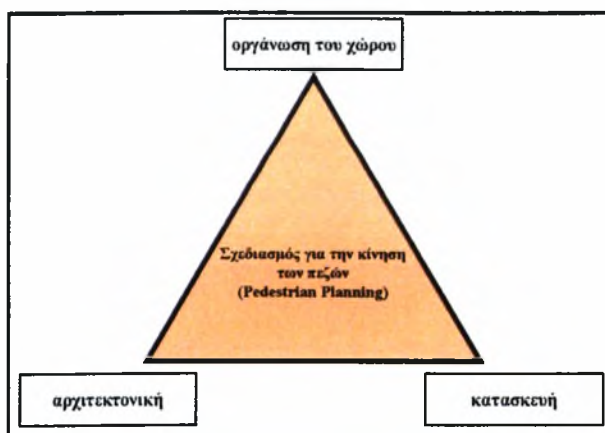 οργάνωση του χώρου
Σχεδιασμός για την κίνηση
των πεζών
(Pedestrian Planning)
αρχιτεκτονική
κατασκευή